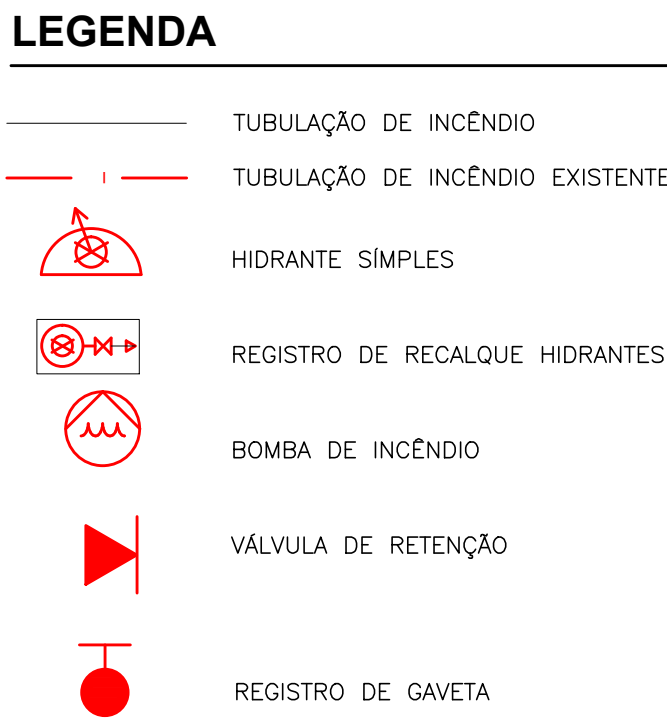 LEGENDA
TUBULAÇÃO DE INCÊNDIO
TUBULAÇÃO DE INCÊNDIO EXISTENTE
HIDRANTE SÍMPLES
REGISTRO DE RECALQUE HIDRANTES
BOMBA DE INCÊNDIO
VÁLVULA DE RETENÇÃO
REGISTRO DE GAVETA